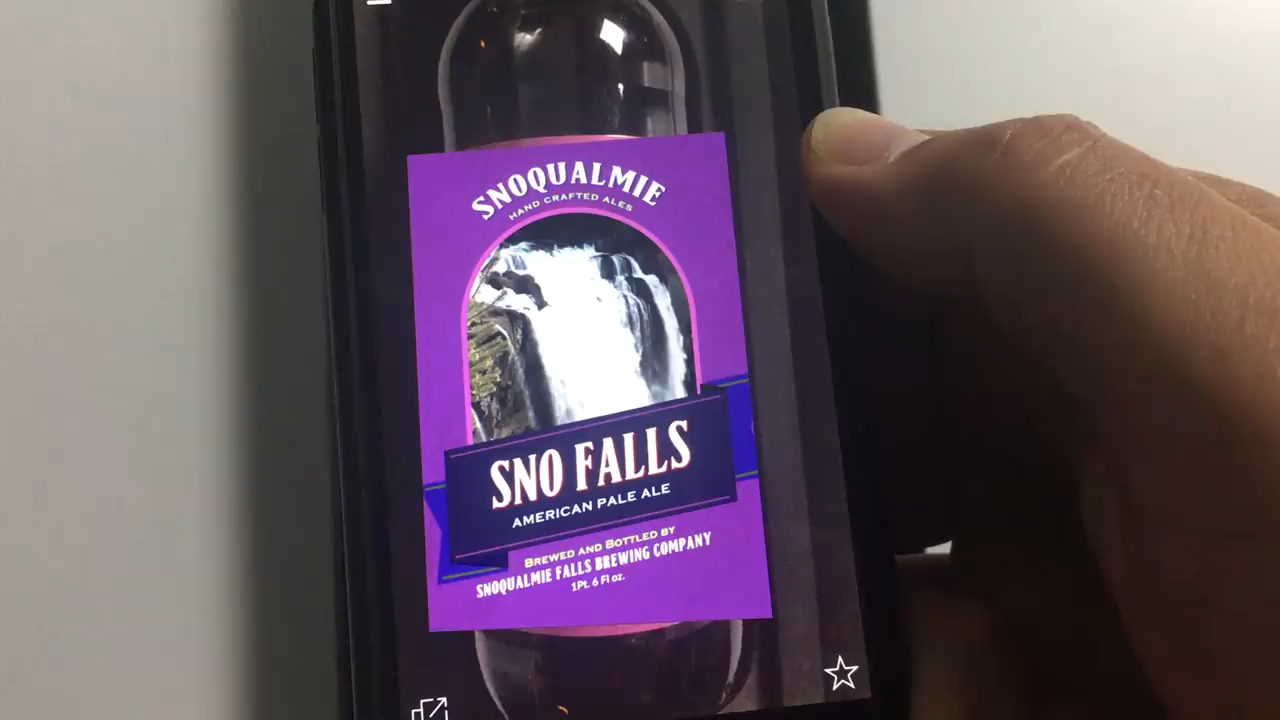 SNOQUALMIE
HAND CRAFTED ALES
SNO FALLS
AMERICAN PALE ALE
BREWED AND BOTTLED BY
SNOQUALMIE FALLS BREWING COMPANY
1Pt. 6 Fl oz.